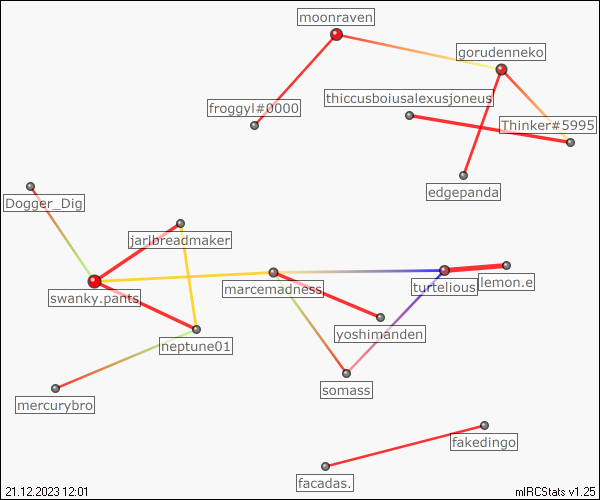 moonraven
gorudenneko
thiccusboiusalexusjoneus
froggyl#0000
Thinker#5995
edgepanda
Dogger_Dig
jarlbreadmaker
marcemadness
turtelious
lemon.e
swanky.pants
yoshimanden
neptune01
somass
mercurybro
fakedingo
facadas.
21.12.2023 12:01
mIRCStats v1.25